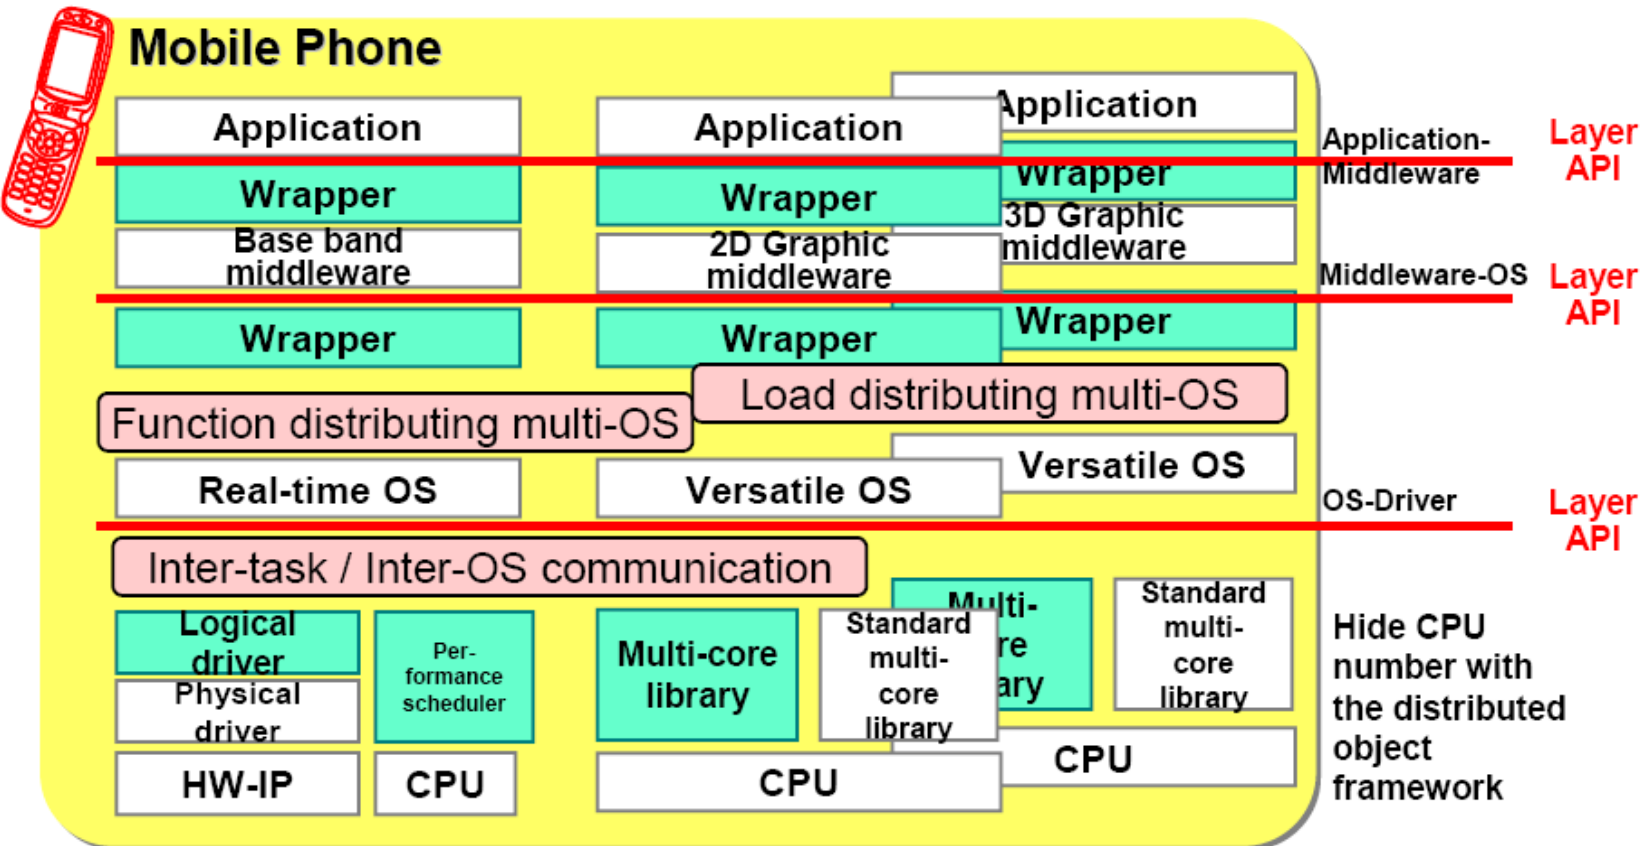 Mobile Phone
Application
Application
Application
Application-
Middleware
Layer
API
Wrapper
Wrapper
Wrapper
Base band
middleware
2D Graphic
middleware
3D Graphic
middleware
Middleware-OS
Layer
API
Wrapper
Wrapper
Wrapper
Function distributing multi-OS
Load distributing multi-OS
Real-time OS
Versatile OS
Versatile OS
OS-Driver
Layer
API
Inter-task / Inter-OS communication
Logical
driver
Physical
driver
HW-IP
Per-
formance
scheduler
CPU
Multi-core
library
Standard
multi-
core
library
CPU
Multi-
re
ary
Standard
multi-
core
library
CPU
Hide CPU
number with
the distributed
object
framework